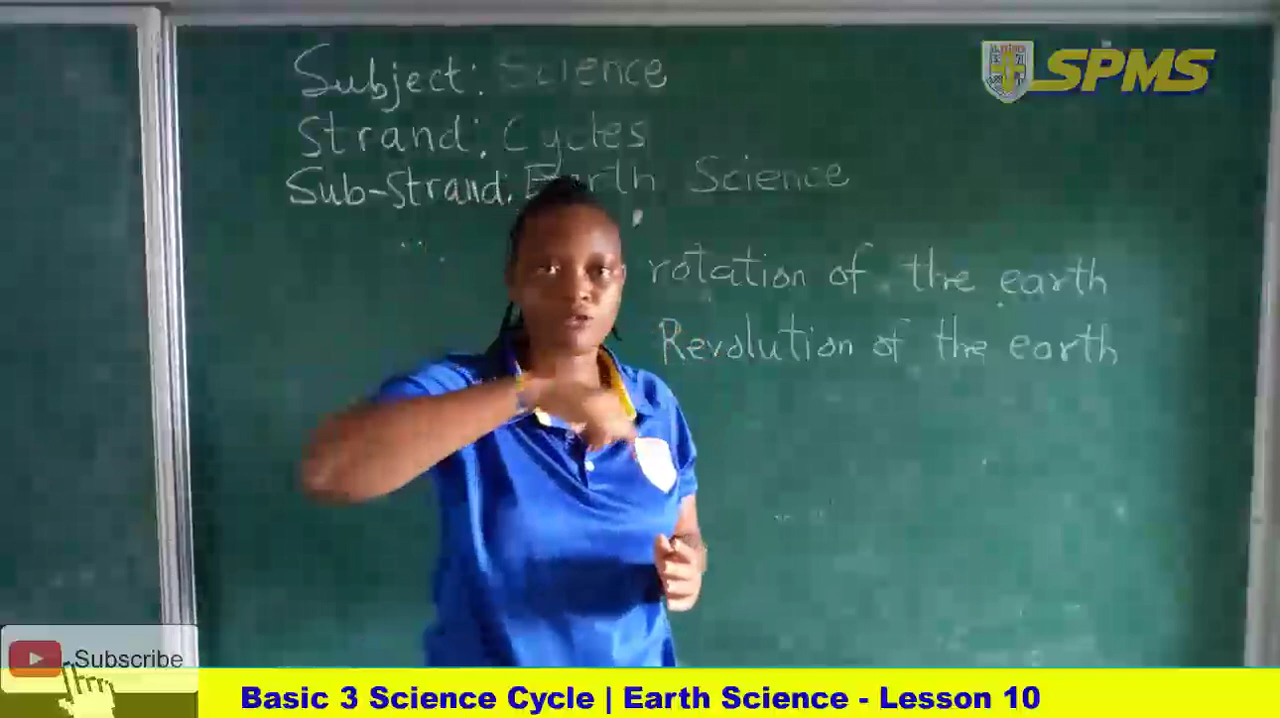 SPMS
Subject: Science
Strand: Cycles
Sub-Strand: Earth Science
rotation of the earth
Revolution of the earth
Subscribe
Basic 3 Science Cycle | Earth Science - Lesson 10